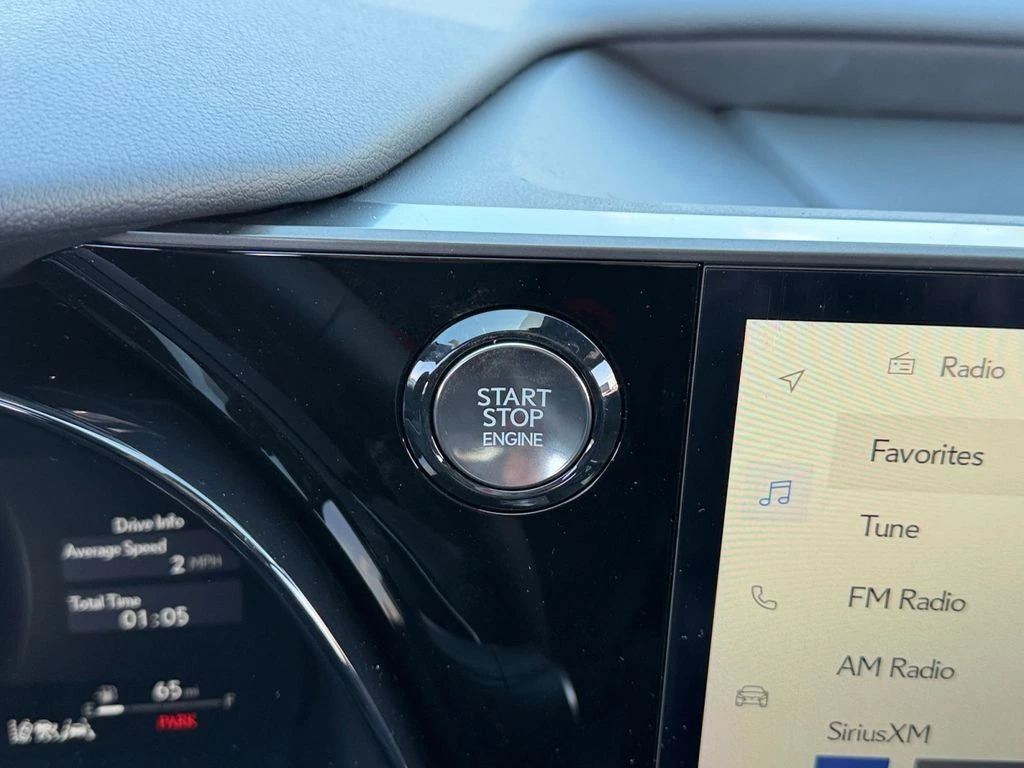 START
STOP
ENGINE
Drive Info
Average Speed
2 MPH
Total Time
01:05
65 mi
E F
PARK
Radio
Favorites
Tune
FM Radio
AM Radio
SiriusXM